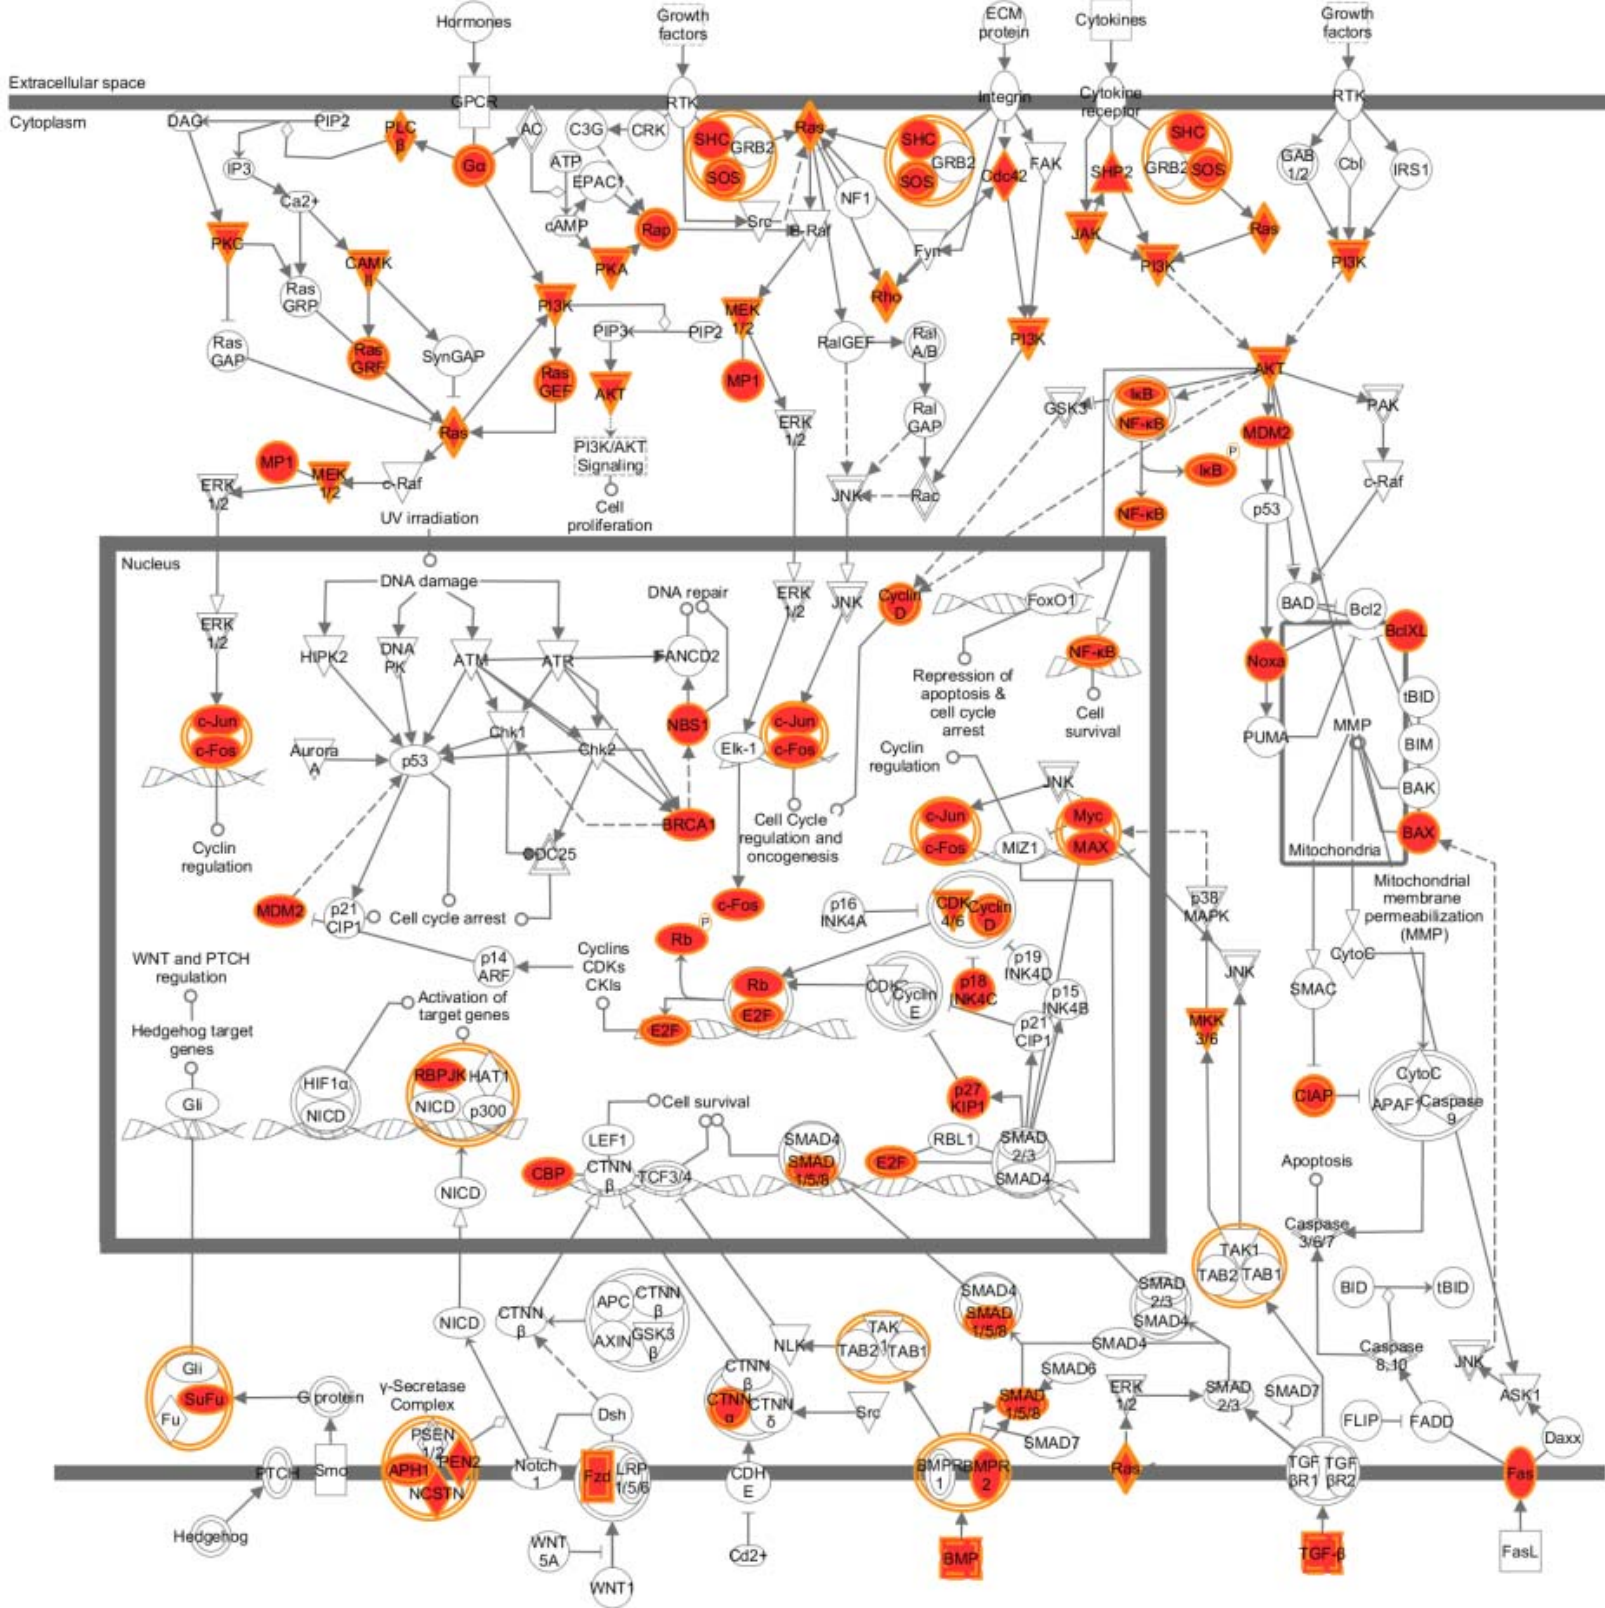 Hormones
Growth
factors
ECM
protein
Cytokines
Growth
factors
Extracellular space
GPCR
RTK
Integrin
Cytokine
receptor
RTK
Cytoplasm
DAG
PIP2
PLC
β
Gα
AC
C3G
CRK
SHC
GRB2
SOS
Ras
SHC
GRB2
SOS
Cdc42
FAK
SHP2
SHC
GRB2
SOS
GAB
1/2
Cbl
IRS1
IP3
Ca2+
ATP
EPAC1
cAMP
Rap
PKA
Src
B-Raf
NF1
Fyn
Rho
JAK
PI3K
Ras
PI3K
PKC
CAMK
II
Ras
GRP
PI3K
PIP3
PIP2
MEK
1/2
RalGEF
Ral
A/B
PI3K
Ras
GAP
Ras
GRF
SynGAP
Ras
GEF
AKT
MP1
AKT
Ras
PI3K/AKT
Signaling
Cell
proliferation
ERK
1/2
Ral
GAP
GSK3
IκB
NF-κB
MDM2
PAK
P
IκB
MP1
MEK
1/2
c-Raf
ERK
1/2
JNK
Rac
NF-κB
p53
c-Raf
UV irradiation
Nucleus
DNA damage
DNA repair
ERK
1/2
JNK
Cyclin
D
FoxO1
BAD
Bcl2
BclXL
ERK
1/2
HIPK2
DNA
PK
ATM
ATR
FANCD2
NF-κB
Noxa
Repression of
apoptosis &
cell cycle
arrest
Cell
survival
tBID
c-Jun
c-Fos
Aurora
A
p53
Chk1
Chk2
NBS1
Elk-1
c-Jun
c-Fos
Cyclin
regulation
PUMA
MMP
BIM
BAK
BAX
JNK
Cyclin
regulation
BRCA1
CDC25
Cell Cycle
regulation and
oncogenesis
c-Jun
c-Fos
MIZ1
Myc
MAX
Mitochondria
Mitochondrial
membrane
permeabilization
(MMP)
MDM2
p21
CIP1
Cell cycle arrest
c-Fos
p16
INK4A
CDK
4/6
Cyclin
D
p38
MAPK
P
Rb
WNT and PTCH
regulation
p14
ARF
Cyclins
CDKs
CKIs
Rb
E2F
E2F
CDK
Cyclin
E
p18
INK4C
p19
INK4D
p15
INK4B
p21
CIP1
JNK
CytoC
SMAC
Activation of
target genes
Hedgehog target
genes
MKK
3/6
RBPJK
HAT1
NICD
p300
HIF1α
NICD
Gli
p27
KIP1
CIAP
CytoC
APAF1
Caspase
9
Cell survival
LEF1
CTNN
β
TCF3/4
CBP
SMAD4
SMAD
1/5/8
E2F
RBL1
SMAD
2/3
SMAD4
Apoptosis
NICD
Caspase
3/6/7
TAK1
TAB2
TAB1
BID
tBID
NICD
CTNN
β
APC
CTNN
β
AXIN
GSK3
β
NLK
TAK
1
TAB2
TAB1
SMAD4
SMAD
1/5/8
SMAD
2/3
SMAD4
SMAD4
Caspase
8,10
JNK
ASK1
Gli
SuFu
Fu
G protein
γ-Secretase
Complex
PSEN
1/2
APH1
PEN2
NCSTN
Dsh
CTNN
β
CTNN
α
CTNN
δ
Src
SMAD6
SMAD
1/5/8
SMAD7
ERK
1/2
SMAD
2/3
SMAD7
FLIP
FADD
Daxx
PTCH
Smo
Notch
1
Fzd
LRP
1/5/6
CDH
E
BMPR
1
BMPR
2
Ras
TGF
βR1
TGF
βR2
Fas
Hedgehog
WNT
5A
WNT1
Cd2+
BMP
TGF-β
FasL